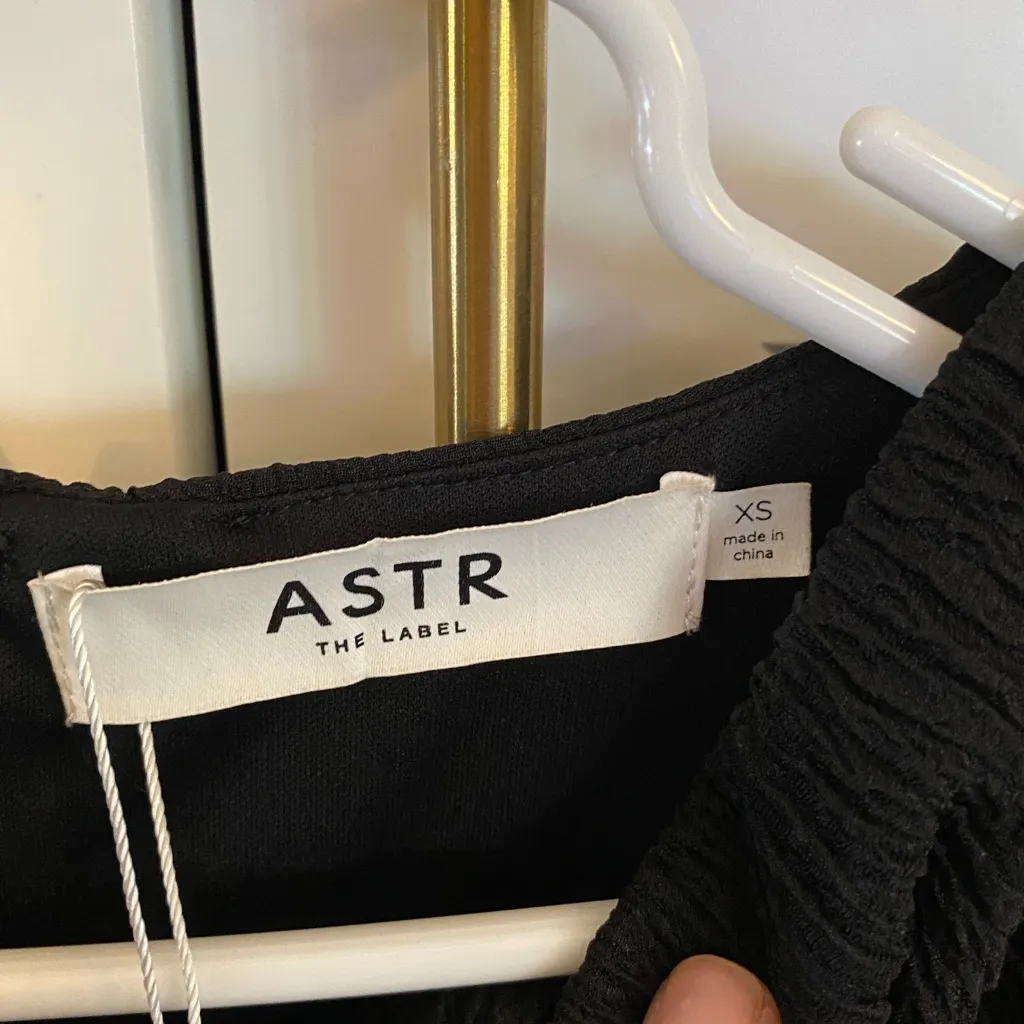 ASTR
THE LABEL
XS
made in
china